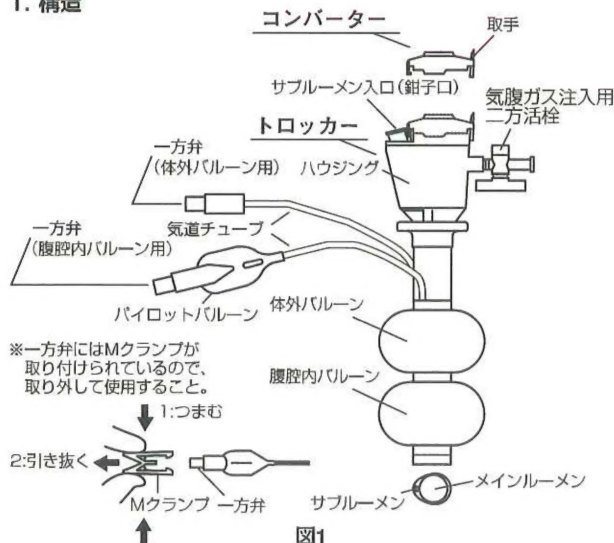 1. 構造
コンバーター
取手
サブルーメン入口(鉗子口)
気腹ガス注入用
二方活栓
トロッカー
一方弁
(体外バルーン用)
ハウジング
一方弁
(腹腔内バルーン用)
気道チューブ
パイロットバルーン
体外バルーン
※一方弁にはMクランプが
取り付けられているので、
取り外して使用すること。
腹腔内バルーン
1:つまむ
2:引き抜く
Mクランプ
一方弁
サブルーメン
メインルーメン
図1